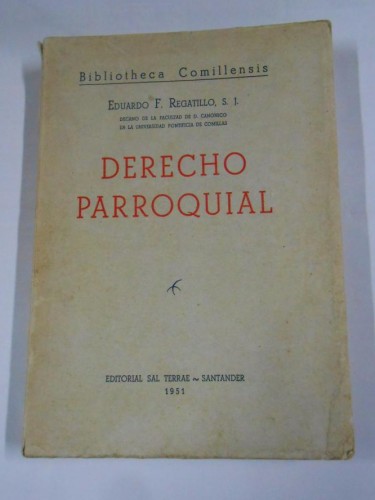 Bibliotheca Comillensis
EDUARDO F. REGATILLO, S. J.
DECANO DE LA FACULTAD DE D. CANONICO
EN LA UNIVERSIDAD PONTIFICIA DE COMILLAS
DERECHO
PARROQUIAL
EDITORIAL SAL TERRAE ~ SANTANDER
1951